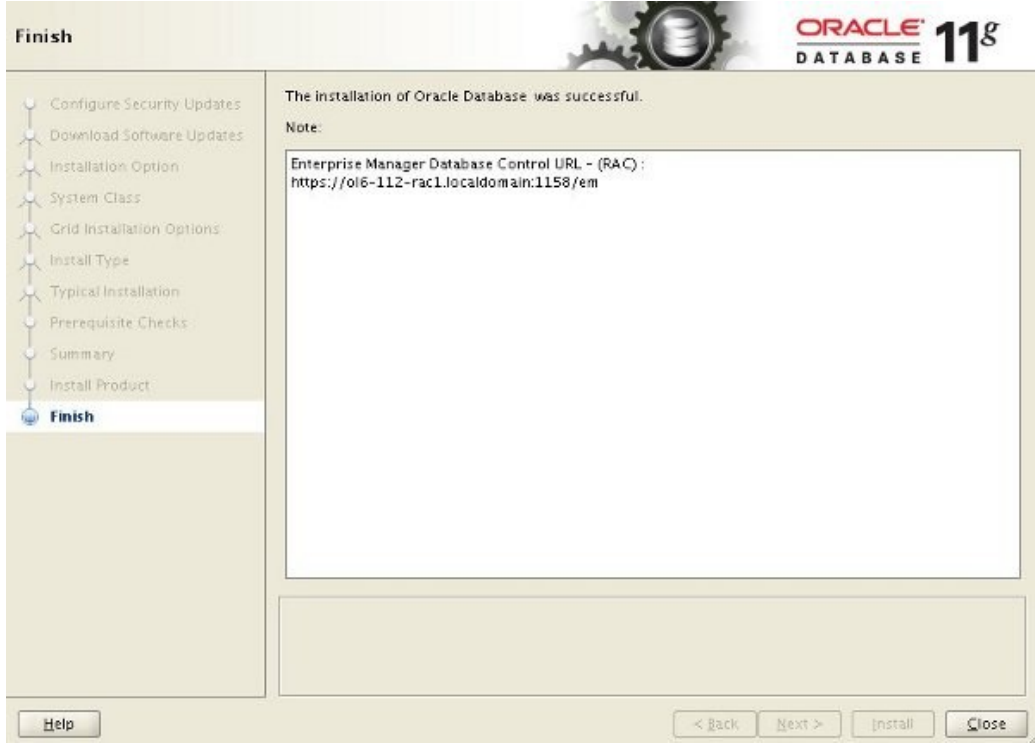 Finish
ORACLE
DATABASE
11g
Configure Security Updates
Download Software Updates
Installation Option
System Class
Grid Installation Options
Install Type
Typical Installation
Prerequisite Checks
Summary
Install Product
Finish
The installation of Oracle Database was successful.
Note:
Enterprise Manager Database Control URL - (RAC) :
https://ol6-112-rac1.localdomain:1158/em
Help
< Back
Next >
Install
Close